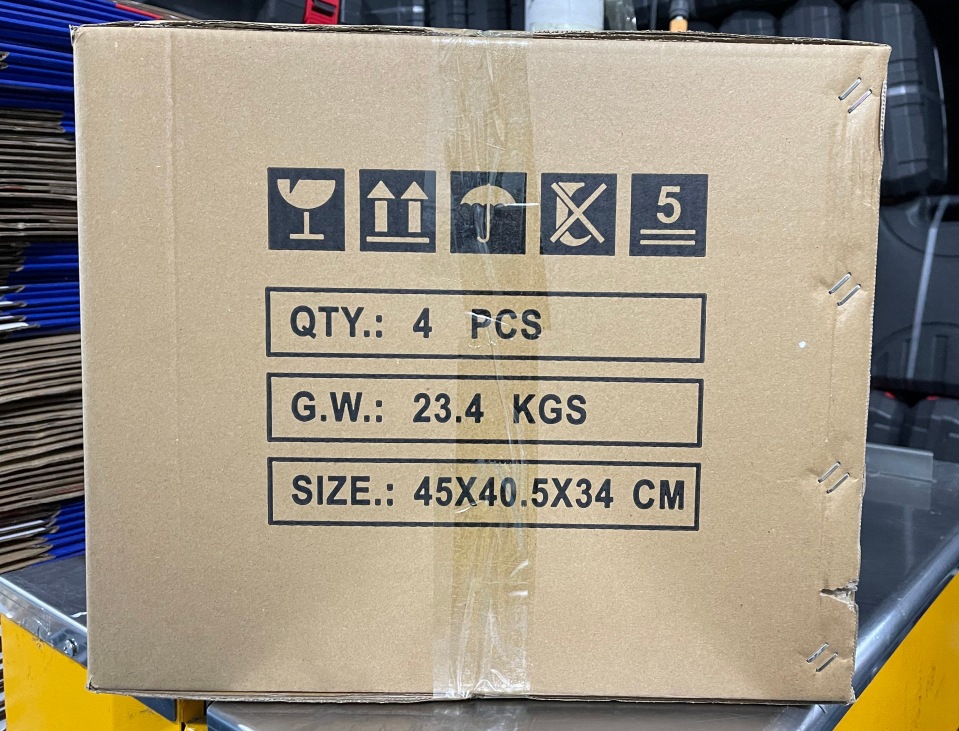 5
QTY.: 4 PCS
G.W.: 23.4 KGS
SIZE.: 45X40.5X34 CM